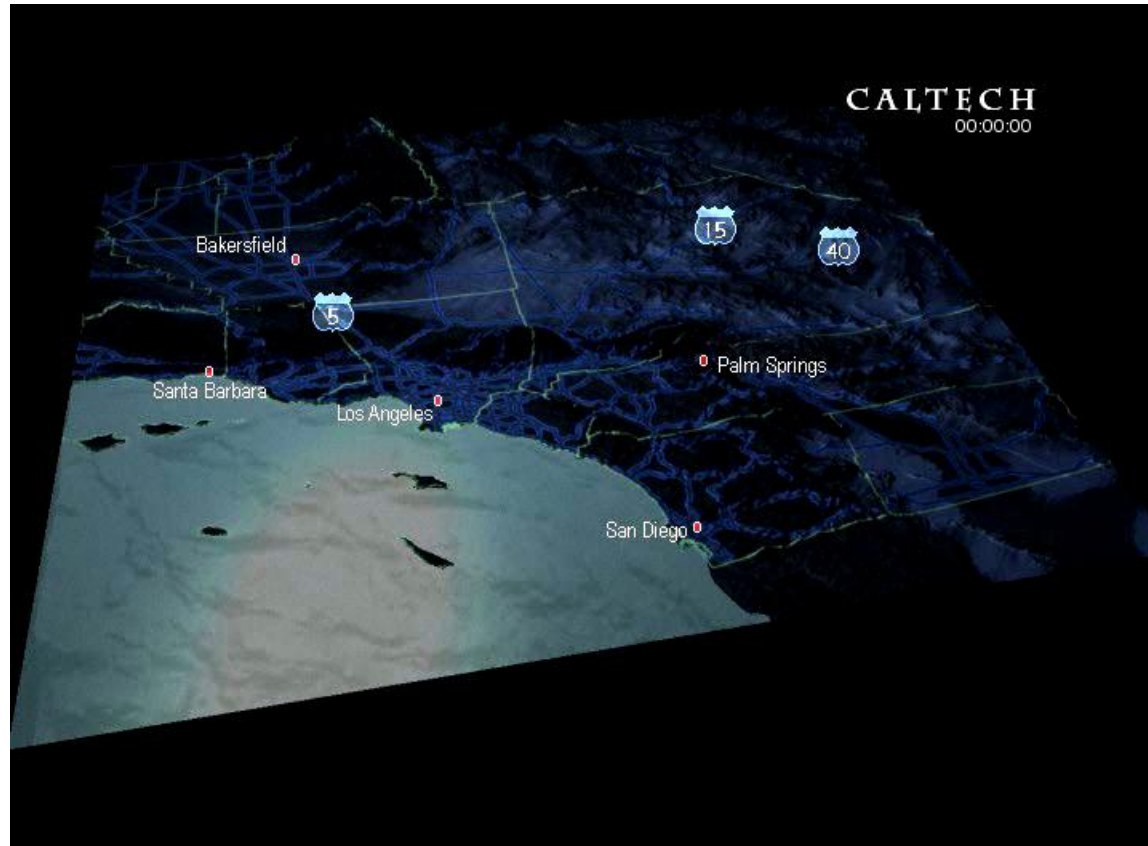 CALTECH
00:00:00
15
40
Bakersfield
5
Palm Springs
Santa Barbara
Los Angeles
San Diego